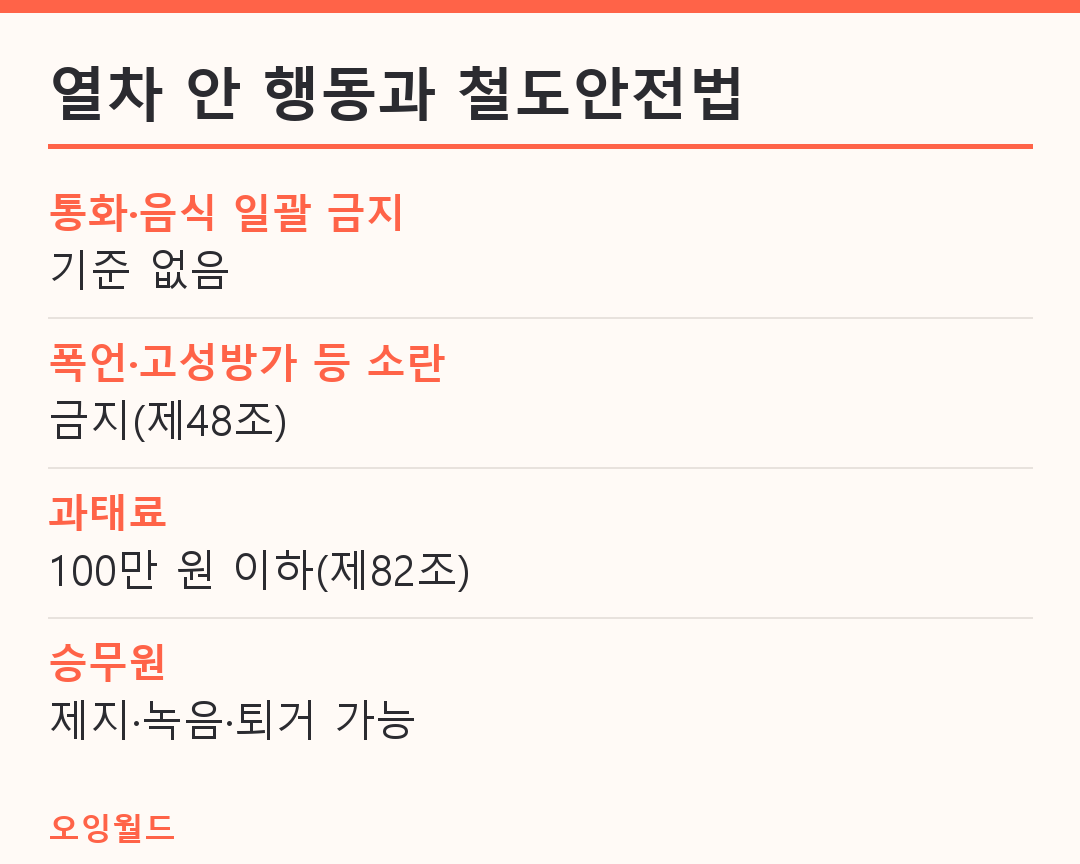 열차 안 행동과 철도안전법
통화·음식 일괄 금지
기준 없음
폭언·고성방가 등 소란
금지(제48조)
과태료
100만 원 이하(제82조)
승무원
제지·녹음·퇴거 가능
오잉월드